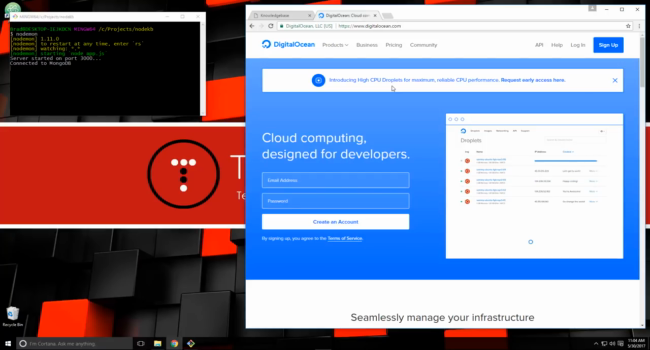 MINGW64 /c/Projects/nodekb
$ nodemon
[nodemon] 1.11.0
[nodemon] to restart at any time, enter `rs`
[nodemon] watching: *.*
[nodemon] starting `node app.js`
Server started on port 3000...
Connected to MongoDB
knowledgebase
DigitalOcean: Cloud com
DigitalOcean, LLC [US]
https://www.digitalocean.com
DigitalOcean
Products
Business
Pricing
Community
API
Help
Log In
Sign Up
Introducing High CPU Droplets for maximum, reliable CPU performance. Request early access here.
Cloud computing,
designed for developers.
Email Address
Password
Create an Account
By signing up, you agree to the Terms of Service.
Droplets
Seamlessly manage your infrastructure
T
Te
Recycle Bin
I'm Cortana. Ask me anything.
11:04 AM
5/30/2017